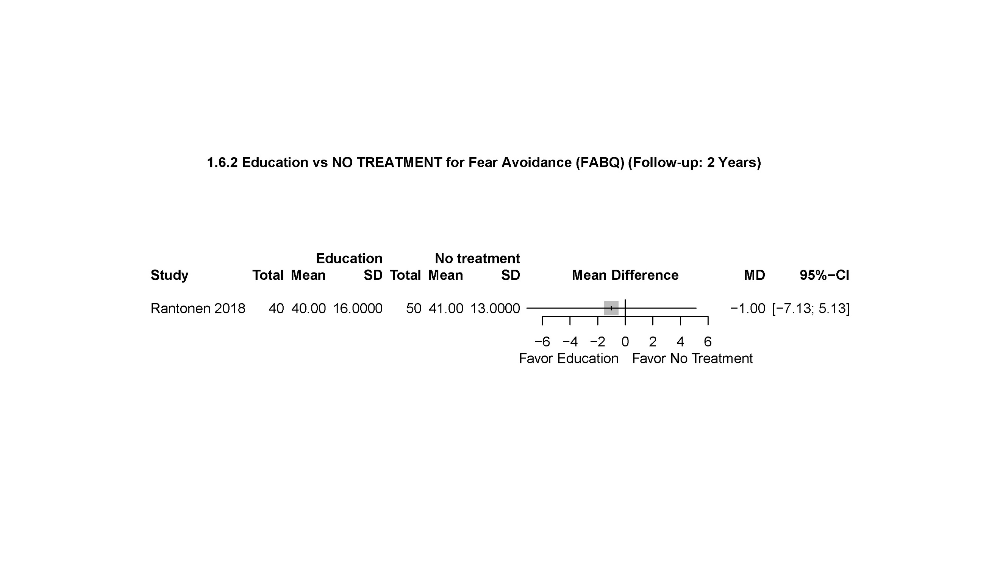 1.6.2 Education vs NO TREATMENT for Fear Avoidance (FABQ) (Follow-up: 2 Years)
Education No treatment
Study Total Mean SD Total Mean SD Mean Difference MD 95%−CI
Rantonen 2018 40 40.00 16.0000 50 41.00 13.0000 −1.00 [−7.13; 5.13]
−6 −4 −2 0 2 4 6
Favor Education Favor No Treatment